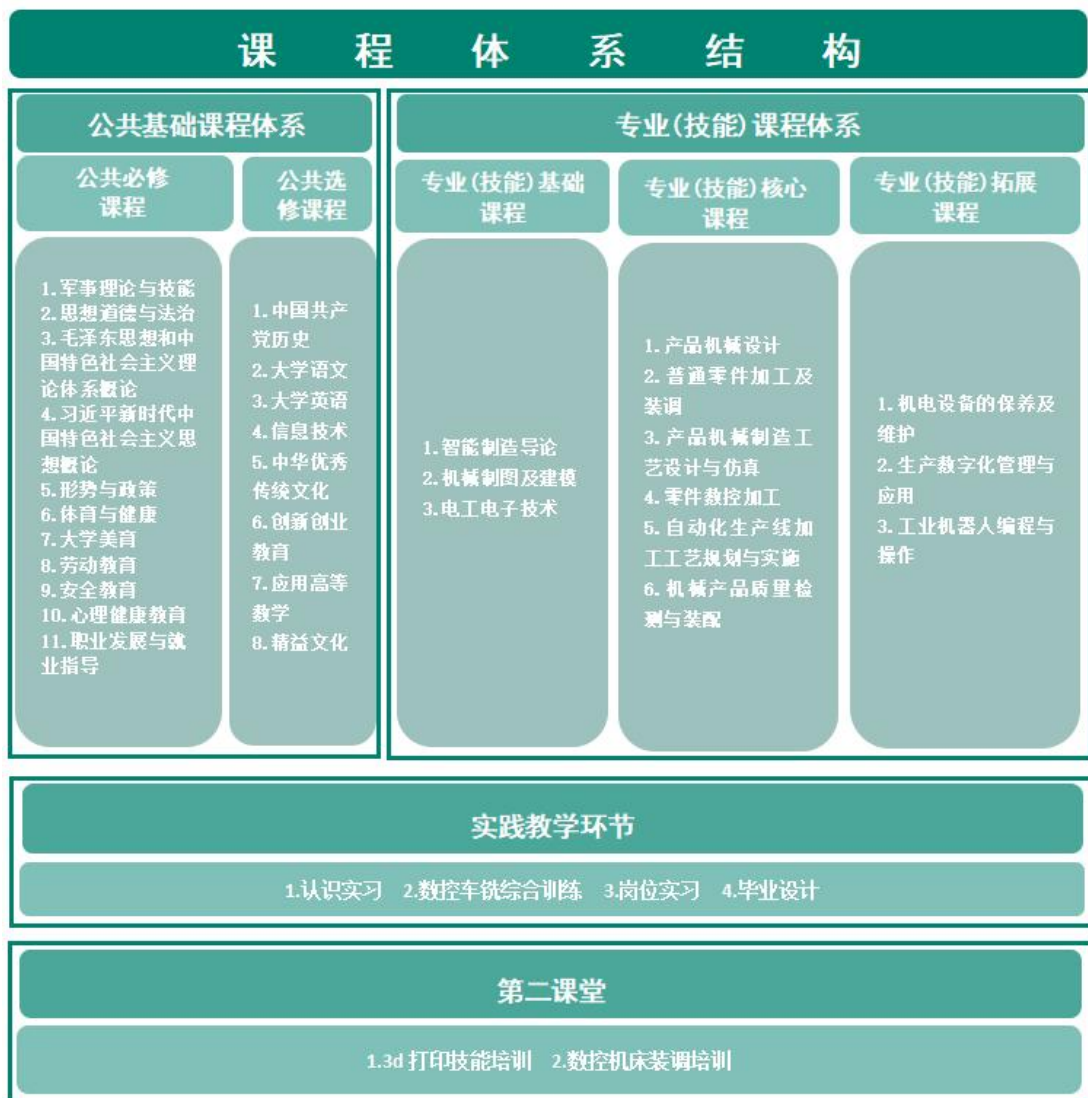 课程体系结构
公共基础课程体系
公共必修
课程
1.军事理论与技能
2.思想道德与法治
3.毛泽东思想和中
国特色社会主义理
论体系概论
4.习近平新时代中
国特色社会主义思
想概论
5.形势与政策
6.体育与健康
7.大学美育
8.劳动教育
9.安全教育
10.心理健康教育
11.职业发展与就
业指导
公共选
修课程
1.中国共产
党历史
2.大学语文
3.大学英语
4.信息技术
5.中华优秀
传统文化
6.创新创业
教育
7.应用高等
数学
8.精益文化
专业(技能)课程体系
专业(技能)基础
课程
1.智能制造导论
2.机械制图及建模
3.电工电子技术
专业(技能)核心
课程
1.产品机械设计
2.普通零件加工及
装调
3.产品机械制造工
艺设计与仿真
4.零件数控加工
5.自动化生产线加
工工艺规划与实施
6.机械产品质量检
测与装配
专业(技能)拓展
课程
1.机电设备的保养及
维护
2.生产数字化管理与
应用
3.工业机器人编程与
操作
实践教学环节
1.认识实习 2.数控车铣综合训练 3.岗位实习 4.毕业设计
第二课堂
1.3d 打印技能培训 2.数控机床装调培训